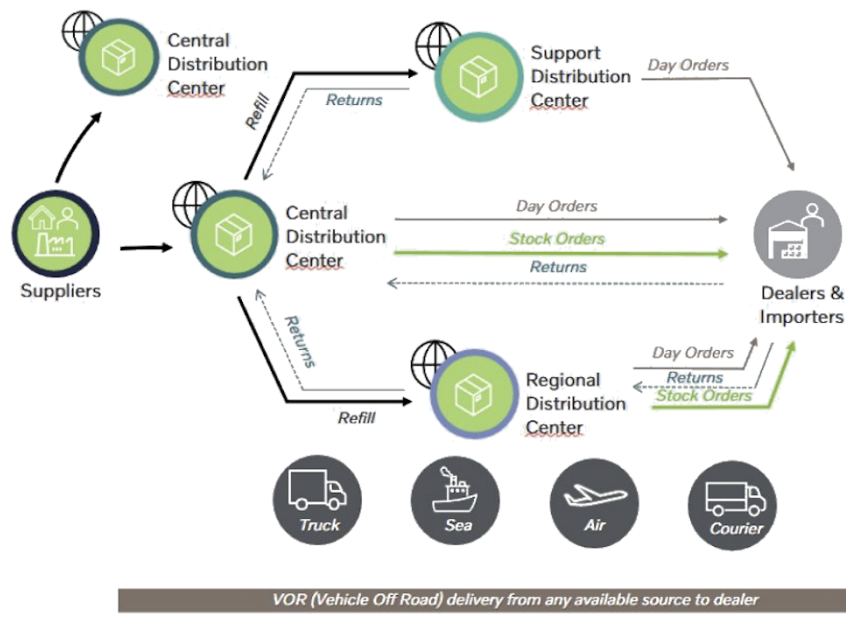 Central
Distribution
Center
Support
Distribution
Center
Day Orders
Refill
Returns
Suppliers
Central
Distribution
Center
Day Orders
Stock Orders
Returns
Dealers &
Importers
Returns
Refill
Regional
Distribution
Center
Day Orders
Returns
Stock Orders
Truck
Sea
Air
Courier
VOR (Vehicle Off Road) delivery from any available source to dealer